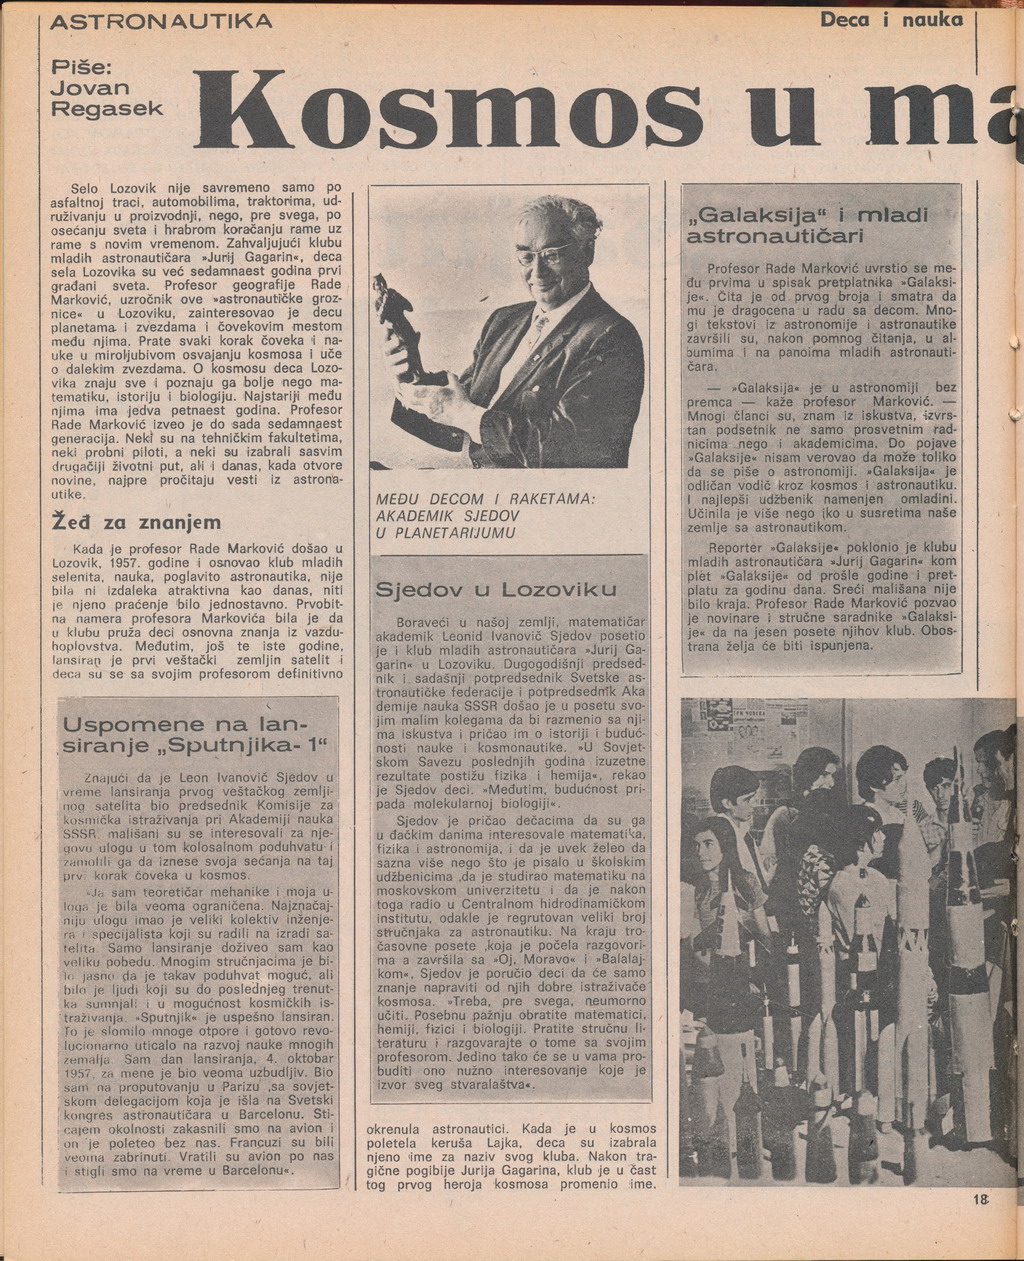 ASTRONAUTIKA
Deca i nauka
Piše:
Jovan
Regasek
Kosmos u ma
Selo Lozovik nije savremeno samo po
asfaltnoj traci, automobilima, traktorima, ud-
ruživanju u proizvodnji, nego, pre svega, po
osećanju sveta i hrabrom koračanju rame uz
rame s novim vremenom. Zahvaljujući klubu
mladih astronautičara »Jurij Gagarin«, deca
sela Lozovika su već sedamnaest godina prvi
građani sveta. Profesor geografije Rade
Marković, uzročnik ove »astronautičke groz-
nice« u Lozoviku, zainteresovao je decu
planetama i zvezdama i čovekovim mestom
među njima. Prate svaki korak čoveka i na-
uke u miroljubivom osvajanju kosmosa i uče
o dalekim zvezdama. O kosmosu deca Lozo-
vika znaju sve i poznaju ga bolje nego ma-
tematiku, istoriju i biologiju. Najstariji među
njima ima jedva petnaest godina. Profesor
Rade Marković izveo je do sada sedamnaest
generacija. Neki su na tehničkim fakultetima,
neki probni piloti, a neki su izabrali sasvim
drugačiji životni put, ali i danas, kada otvore
novine, najpre pročitaju vesti iz astrona-
utike.
Žeđ za znanjem
Kada je profesor Rade Marković došao u
Lozovik, 1957. godine i osnovao klub mladih
selenita, nauka, poglavito astronautika, nije
bila ni izdaleka atraktivna kao danas, niti
je njeno praćenje bilo jednostavno. Prvobit-
na namera profesora Markovića bila je da
u klubu pruža deci osnovna znanja iz vazdu-
hoplovstva. Međutim, još te iste godine,
lansiran je prvi veštački zemljin satelit i
deca su se sa svojim profesorom definitivno
Uspomene na lan-
siranje „Sputnjika- 1“
Znajući da je Leon Ivanovič Sjedov u
vreme lansiranja prvog veštačkog zemlji-
nog satelita bio predsednik Komisije za
kosmička istraživanja pri Akademiji nauka
SSSR, mališani su se interesovali za nje-
govu ulogu u tom kolosalnom poduhvatu i
zamolili ga da iznese svoja sećanja na taj
prvi korak čoveka u kosmos.
»Ja sam teoretičar mehanike i moja u-
loga je bila veoma ograničena. Najznačaj-
niju ulogu imao je veliki kolektiv inženje-
ra i specijalista koji su radili na izradi sa-
telita. Samo lansiranje doživeo sam kao
veliku pobedu. Mnogim stručnjacima je bi-
lo jasno da je takav poduhvat moguć, ali
bilo je ljudi koji su do poslednjeg trenut-
ka sumnjali i u mogućnost kosmičkih is-
traživanja. »Sputnjik« je uspešno lansiran.
To je slomilo mnoge otpore i gotovo revo-
lucionarno uticalo na razvoj nauke mnogih
zemalja. Sam dan lansiranja, 4. oktobar
1957. za mene je bio veoma uzbudljiv. Bio
sam na proputovanju u Parizu ,sa sovjet-
skom delegacijom koja je išla na Svetski
kongres astronautičara u Barcelonu. Sti-
cajem okolnosti zakasnili smo na avion i
on je poleteo bez nas. Francuzi su bili
veoma zabrinuti. Vratili su avion po nas
i stigli smo na vreme u Barcelonu«.
MEĐU DECOM I RAKETAMA:
AKADEMIK SJEDOV
U PLANETARIJUMU
Sjedov u Lozoviku
Boraveći u našoj zemlji, matematičar
akademik Leonid Ivanovič Sjedov posetio
je i klub mladih astronautičara »Jurij Ga-
garin« u Lozoviku. Dugogodišnji predsed-
nik i sadašnji potpredsednik Svetske as-
tronautičke federacije i potpredsednik Aka
demije nauka SSSR došao je u posetu svo-
jim malim kolegama da bi razmenio sa nji-
ma iskustva i pričao im o istoriji i buduć-
nosti nauke i kosmonautike. »U Sovjet-
skom Savezu poslednjih godina izuzetne
rezultate postižu fizika i hemija«, rekao
je Sjedov deci. »Međutim, budućnost pri-
pada molekularnoj biologiji«.
Sjedov je pričao dečacima da su ga
u đačkim danima interesovale matematika,
fizika i astronomija, i da je uvek želeo da
sazna više nego što je pisalo u školskim
udžbenicima ,da je studirao matematiku na
moskovskom univerzitetu i da je nakon
toga radio u Centralnom hidrodinamičkom
institutu, odakle je regrutovan veliki broj
stručnjaka za astronautiku. Na kraju tro-
časovne posete ,koja je počela razgovori-
ma a završila sa »Oj, Moravo« i »Balalaj-
kom«, Sjedov je poručio deci da će samo
znanje napraviti od njih dobre istraživače
kosmosa. »Treba, pre svega, neumorno
učiti. Posebnu pažnju obratite matematici,
hemiji, fizici i biologiji. Pratite stručnu li-
teraturu i razgovarajte o tome sa svojim
profesorom. Jedino tako će se u vama pro-
buditi ono nužno interesovanje koje je
izvor sveg stvaralaštva«.
okrenula astronautici. Kada je u kosmos
poletela keruša Lajka, deca su izabrala
njeno ime za naziv svog kluba. Nakon tra-
gične pogibije Jurija Gagarina, klub je u čast
tog prvog heroja kosmosa promenio ime.
„Galaksija“ i mladi
astronautičari
Profesor Rade Marković uvrstio se me-
đu prvima u spisak pretplatnika »Galaksi-
je«. Čita je od prvog broja i smatra da
mu je dragocena u radu sa decom. Mno-
gi tekstovi iz astronomije i astronautike
završili su, nakon pomnog čitanja, u al-
bumima i na panoima mladih astronauti-
čara.
— »Galaksija« je u astronomiji bez
premca — kaže profesor Marković. —
Mnogi članci su, znam iz iskustva, izvrs-
tan podsetnik ne samo prosvetnim rad-
nicima nego i akademicima. Do pojave
»Galaksije« nisam verovao da može toliko
da se piše o astronomiji. »Galaksija« je
odličan vodič kroz kosmos i astronautiku.
I najlepši udžbenik namenjen omladini.
Učinila je više nego iko u susretima naše
zemlje sa astronautikom.
Reporter »Galaksije« poklonio je klubu
mladih astronautičara »Jurij Gagarin« kom
plet »Galaksije« od prošle godine i pret-
platu za godinu dana. Sreći mališana nije
bilo kraja. Profesor Rade Marković pozvao
je novinare i stručne saradnike »Galaksi-
je« da na jesen posete njihov klub. Obos-
trana želja će biti ispunjena.
18